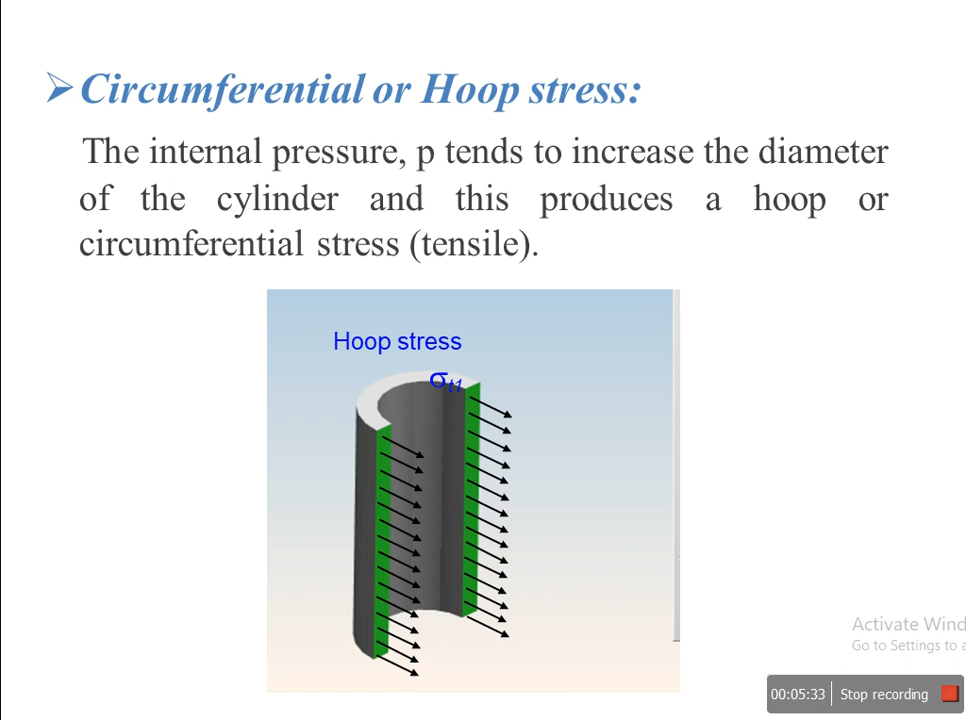 Circumferential or Hoop stress:
The internal pressure, p tends to increase the diameter
of the cylinder and this produces a hoop or
circumferential stress (tensile).
Hoop stress
σt1
Activate Wind
Go to Settings to a
00:05:33 Stop recording